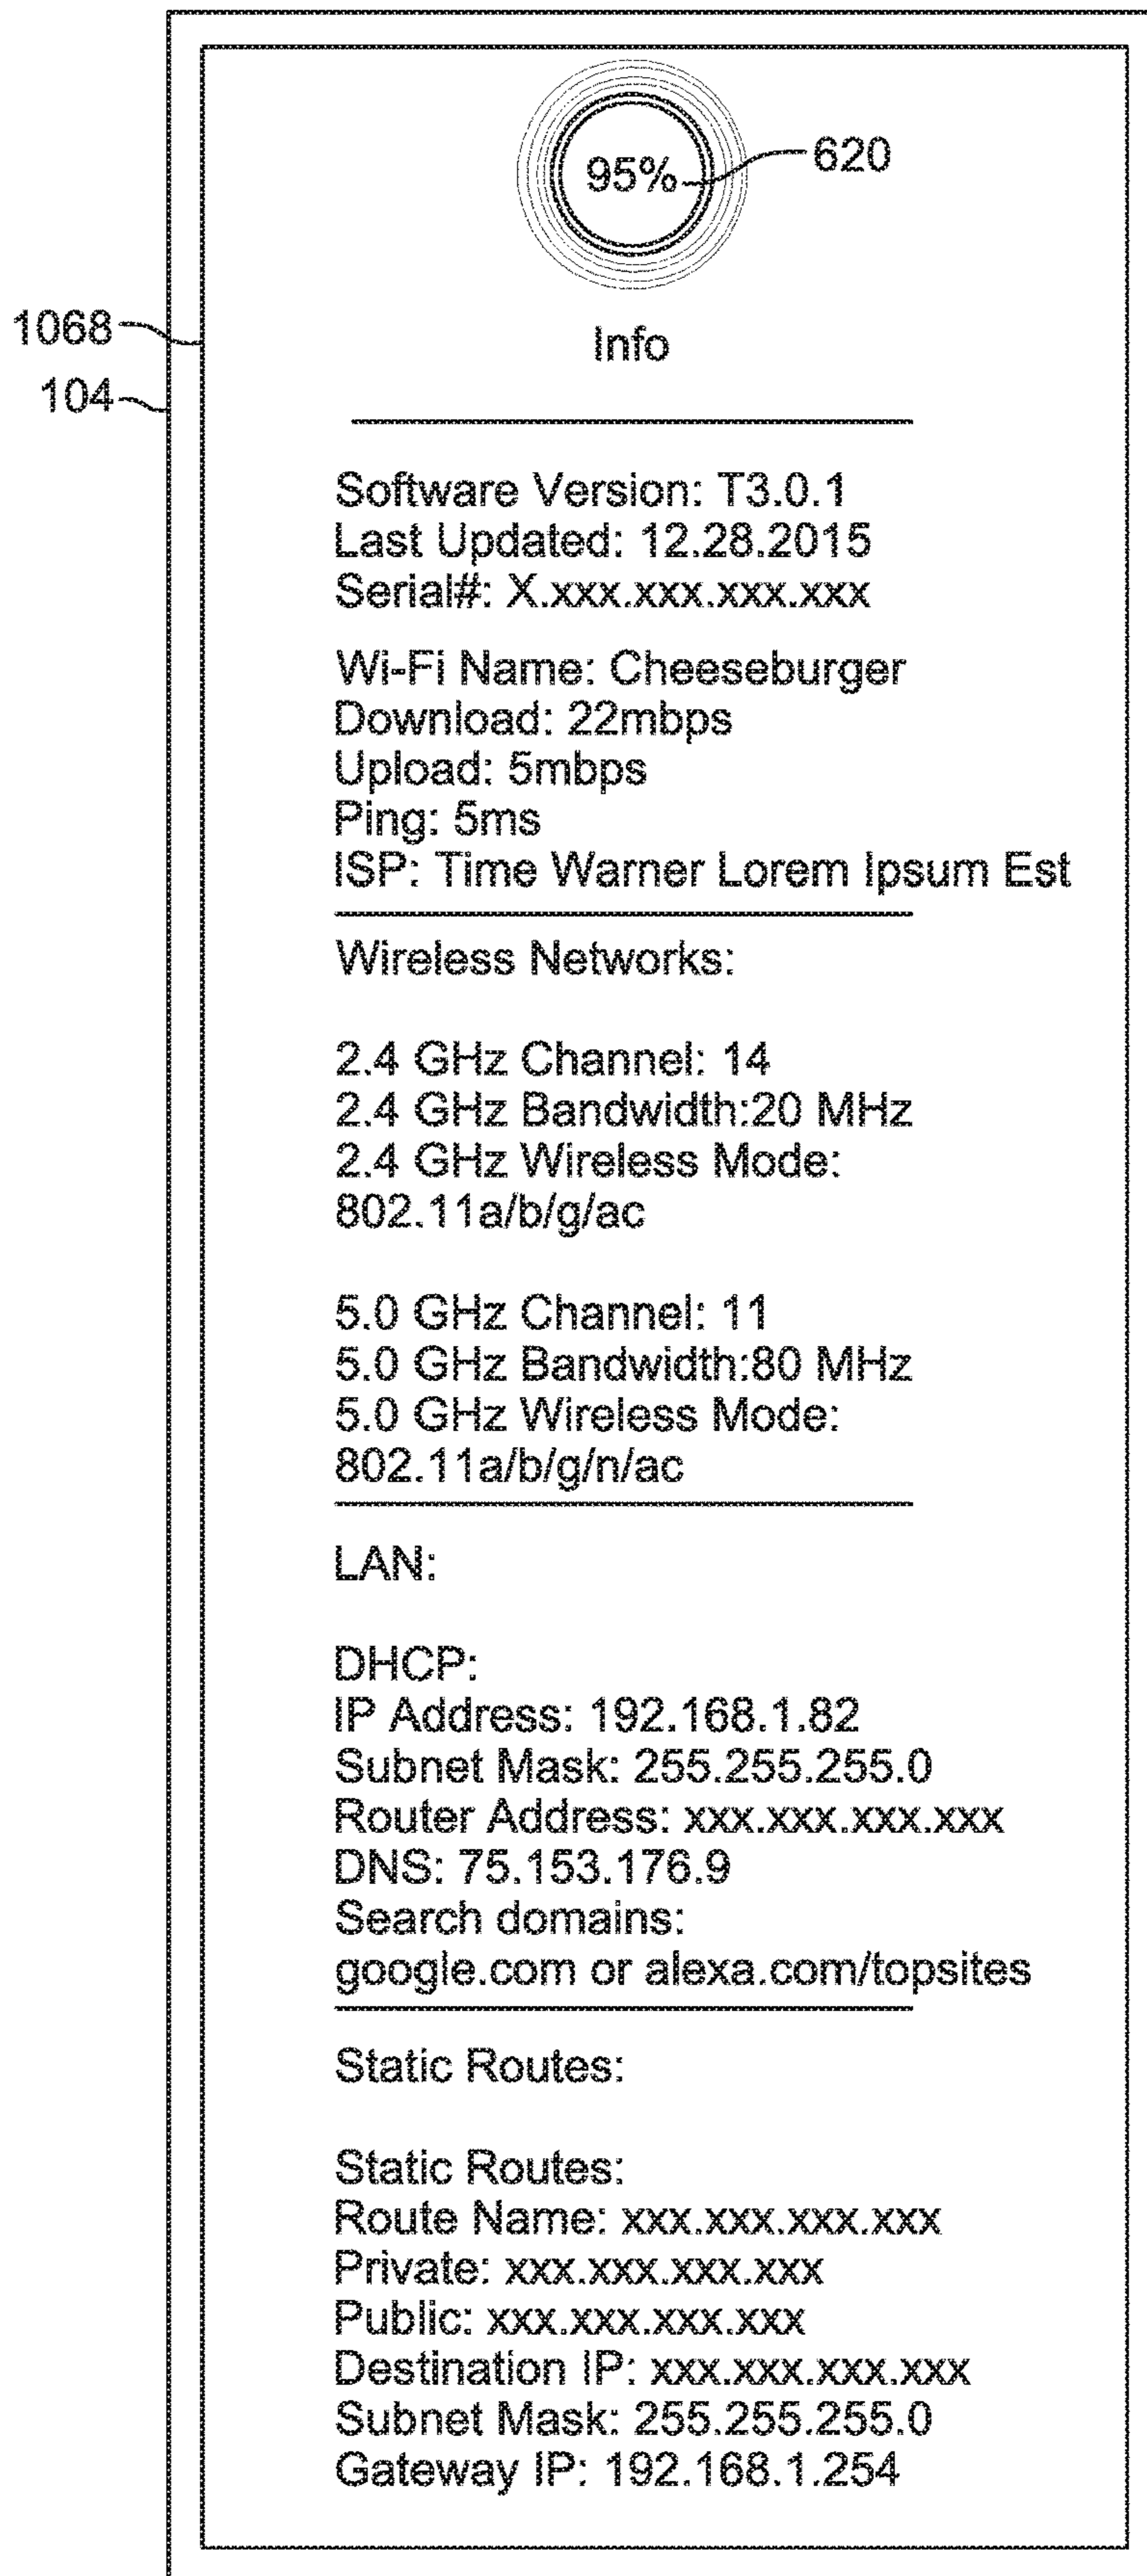 95%
620
1068
Info
104
Software Version: T3.0.1
Last Updated: 12.28.2015
Serial#: X.xxx.xxx.xxx.xxx
Wi-Fi Name: Cheeseburger
Download: 22mbps
Upload: 5mbps
Ping: 5ms
ISP: Time Warner Lorem Ipsum Est
Wireless Networks:
2.4 GHz Channel: 14
2.4 GHz Bandwidth:20 MHz
2.4 GHz Wireless Mode:
802.11a/b/g/ac
5.0 GHz Channel: 11
5.0 GHz Bandwidth:80 MHz
5.0 GHz Wireless Mode:
802.11a/b/g/n/ac
LAN:
DHCP:
IP Address: 192.168.1.82
Subnet Mask: 255.255.255.0
Router Address: xxx.xxx.xxx.xxx
DNS: 75.153.176.9
Search domains:
google.com or alexa.com/topsites
Static Routes:
Static Routes:
Route Name: xxx.xxx.xxx.xxx
Private: xxx.xxx.xxx.xxx
Public: xxx.xxx.xxx.xxx
Destination IP: xxx.xxx.xxx.xxx
Subnet Mask: 255.255.255.0
Gateway IP: 192.168.1.254